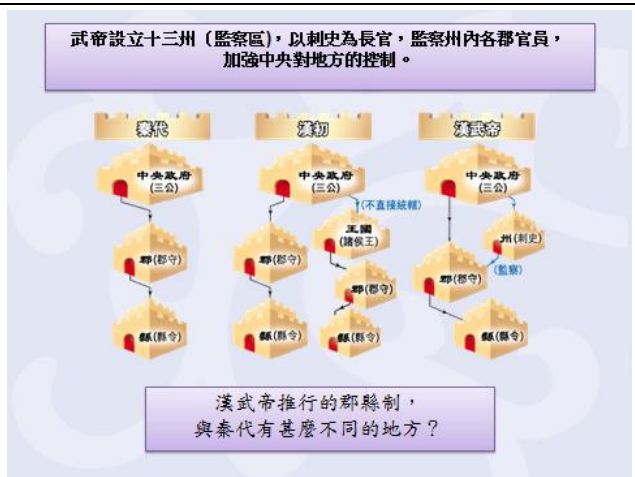 武帝設立十三州〔監察區〕，以刺史為長官，監察州內各郡官員，
加強中央對地方的控制。
秦代
漢初
漢武帝
中央政府
(三公)
中央政府
(三公)
中央政府
(三公)
(不直接統轄)
王國
(諸侯王)
州(刺史)
郡(郡守)
郡(郡守)
郡(郡守)
郡(郡守)
(監察)
縣(縣令)
縣(縣令)
縣(縣令)
縣(縣令)
漢武帝推行的郡縣制，
與秦代有甚麼不同的地方？